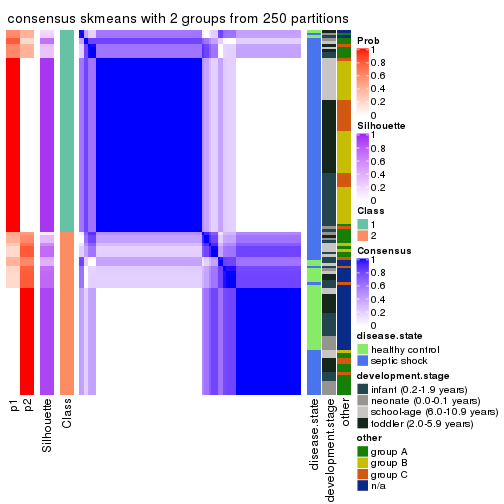 consensus skmeans with 2 groups from 250 partitions
Prob
1
0.8
0.6
0.4
0.2
0
Silhouette
1
0.8
0.6
0.4
0.2
0
Class
1
2
Consensus
1
0.8
0.6
0.4
0.2
0
disease.state
healthy control
septic shock
development.stage
infant (0.2-1.9 years)
neonate (0.0-0.1 years)
school-age (6.0-10.9 years)
toddler (2.0-5.9 years)
other
group A
group B
group C
n/a
p1
p2
Silhouette
Class
disease.state
development.stage
other